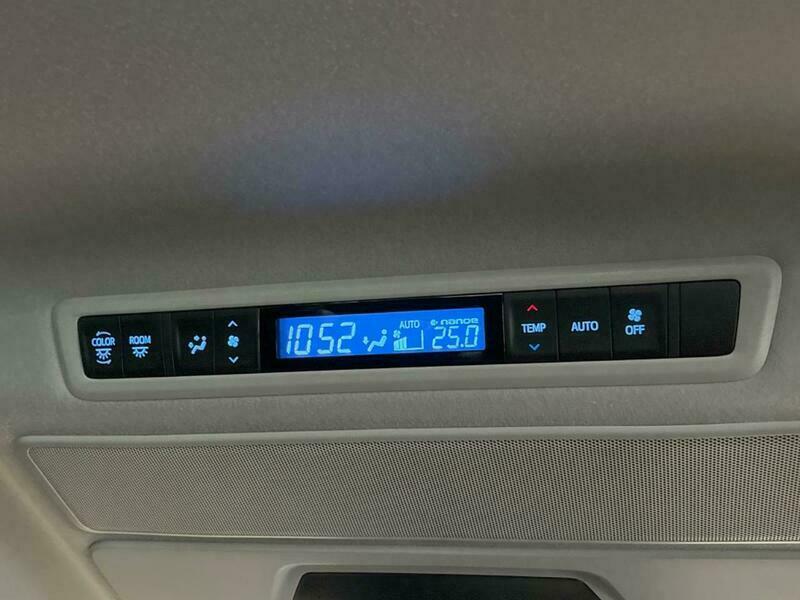 COLOR
ROOM
1052
AUTO
nanoe
25.0
TEMP
AUTO
OFF